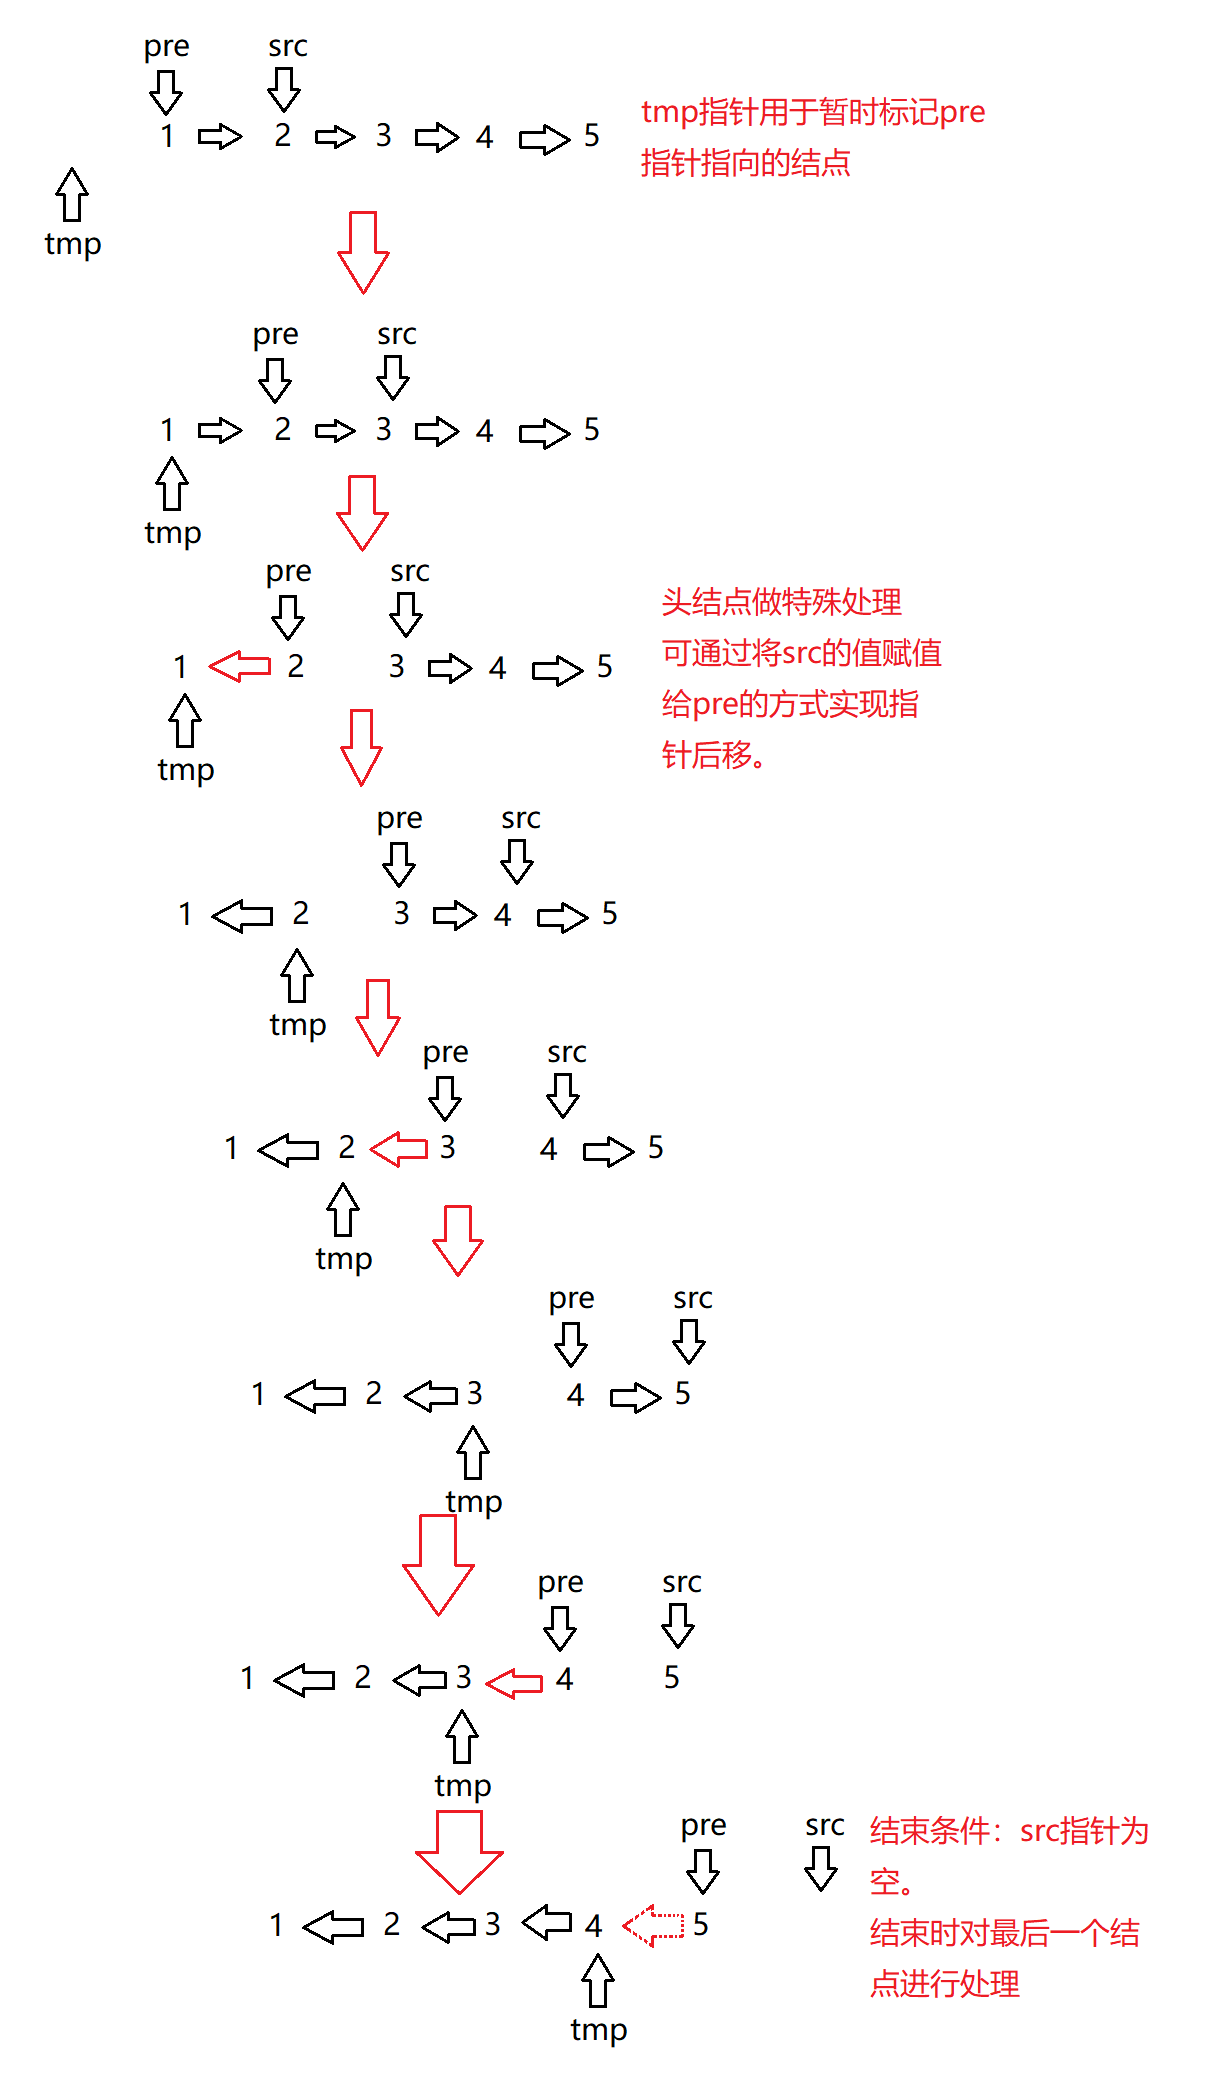 pre src
1 2 3 4 5
tmp指针用于暂时标记pre
指针指向的结点
tmp
pre src
1 2 3 4 5
tmp
pre src
1 2 3 4 5
tmp
头结点做特殊处理
可通过将src的值赋值
给pre的方式实现指
针后移。
pre src
1 2 3 4 5
tmp
pre src
1 2 3 4 5
tmp
pre src
1 2 3 4 5
tmp
pre src
1 2 3 4 5
tmp
pre src
1 2 3 4 5
tmp
结束条件：src指针为
空。
结束时对最后一个结
点进行处理